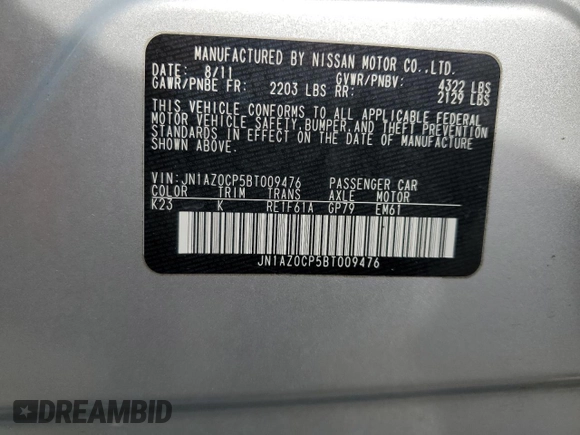 MANUFACTURED BY NISSAN MOTOR CO.,LTD.
DATE: 8/11 GVWR/PNBV: 4322 LBS
GAWR/PNBE FR: 2203 LBS RR: 2129 LBS
THIS VEHICLE CONFORMS TO ALL APPLICABLE FEDERAL
MOTOR VEHICLE SAFETY, BUMPER, AND THEFT PREVENTION
STANDARDS IN EFFECT ON THE DATE OF MANUFACTURE
SHOWN ABOVE.
VIN: JN1AZ0CP5BT009476 PASSENGER CAR
COLOR TRIM TRANS AXLE MOTOR
K23 K RE1F61A GP79 EM61
JN1AZ0CP5BT009476
DREAMBID